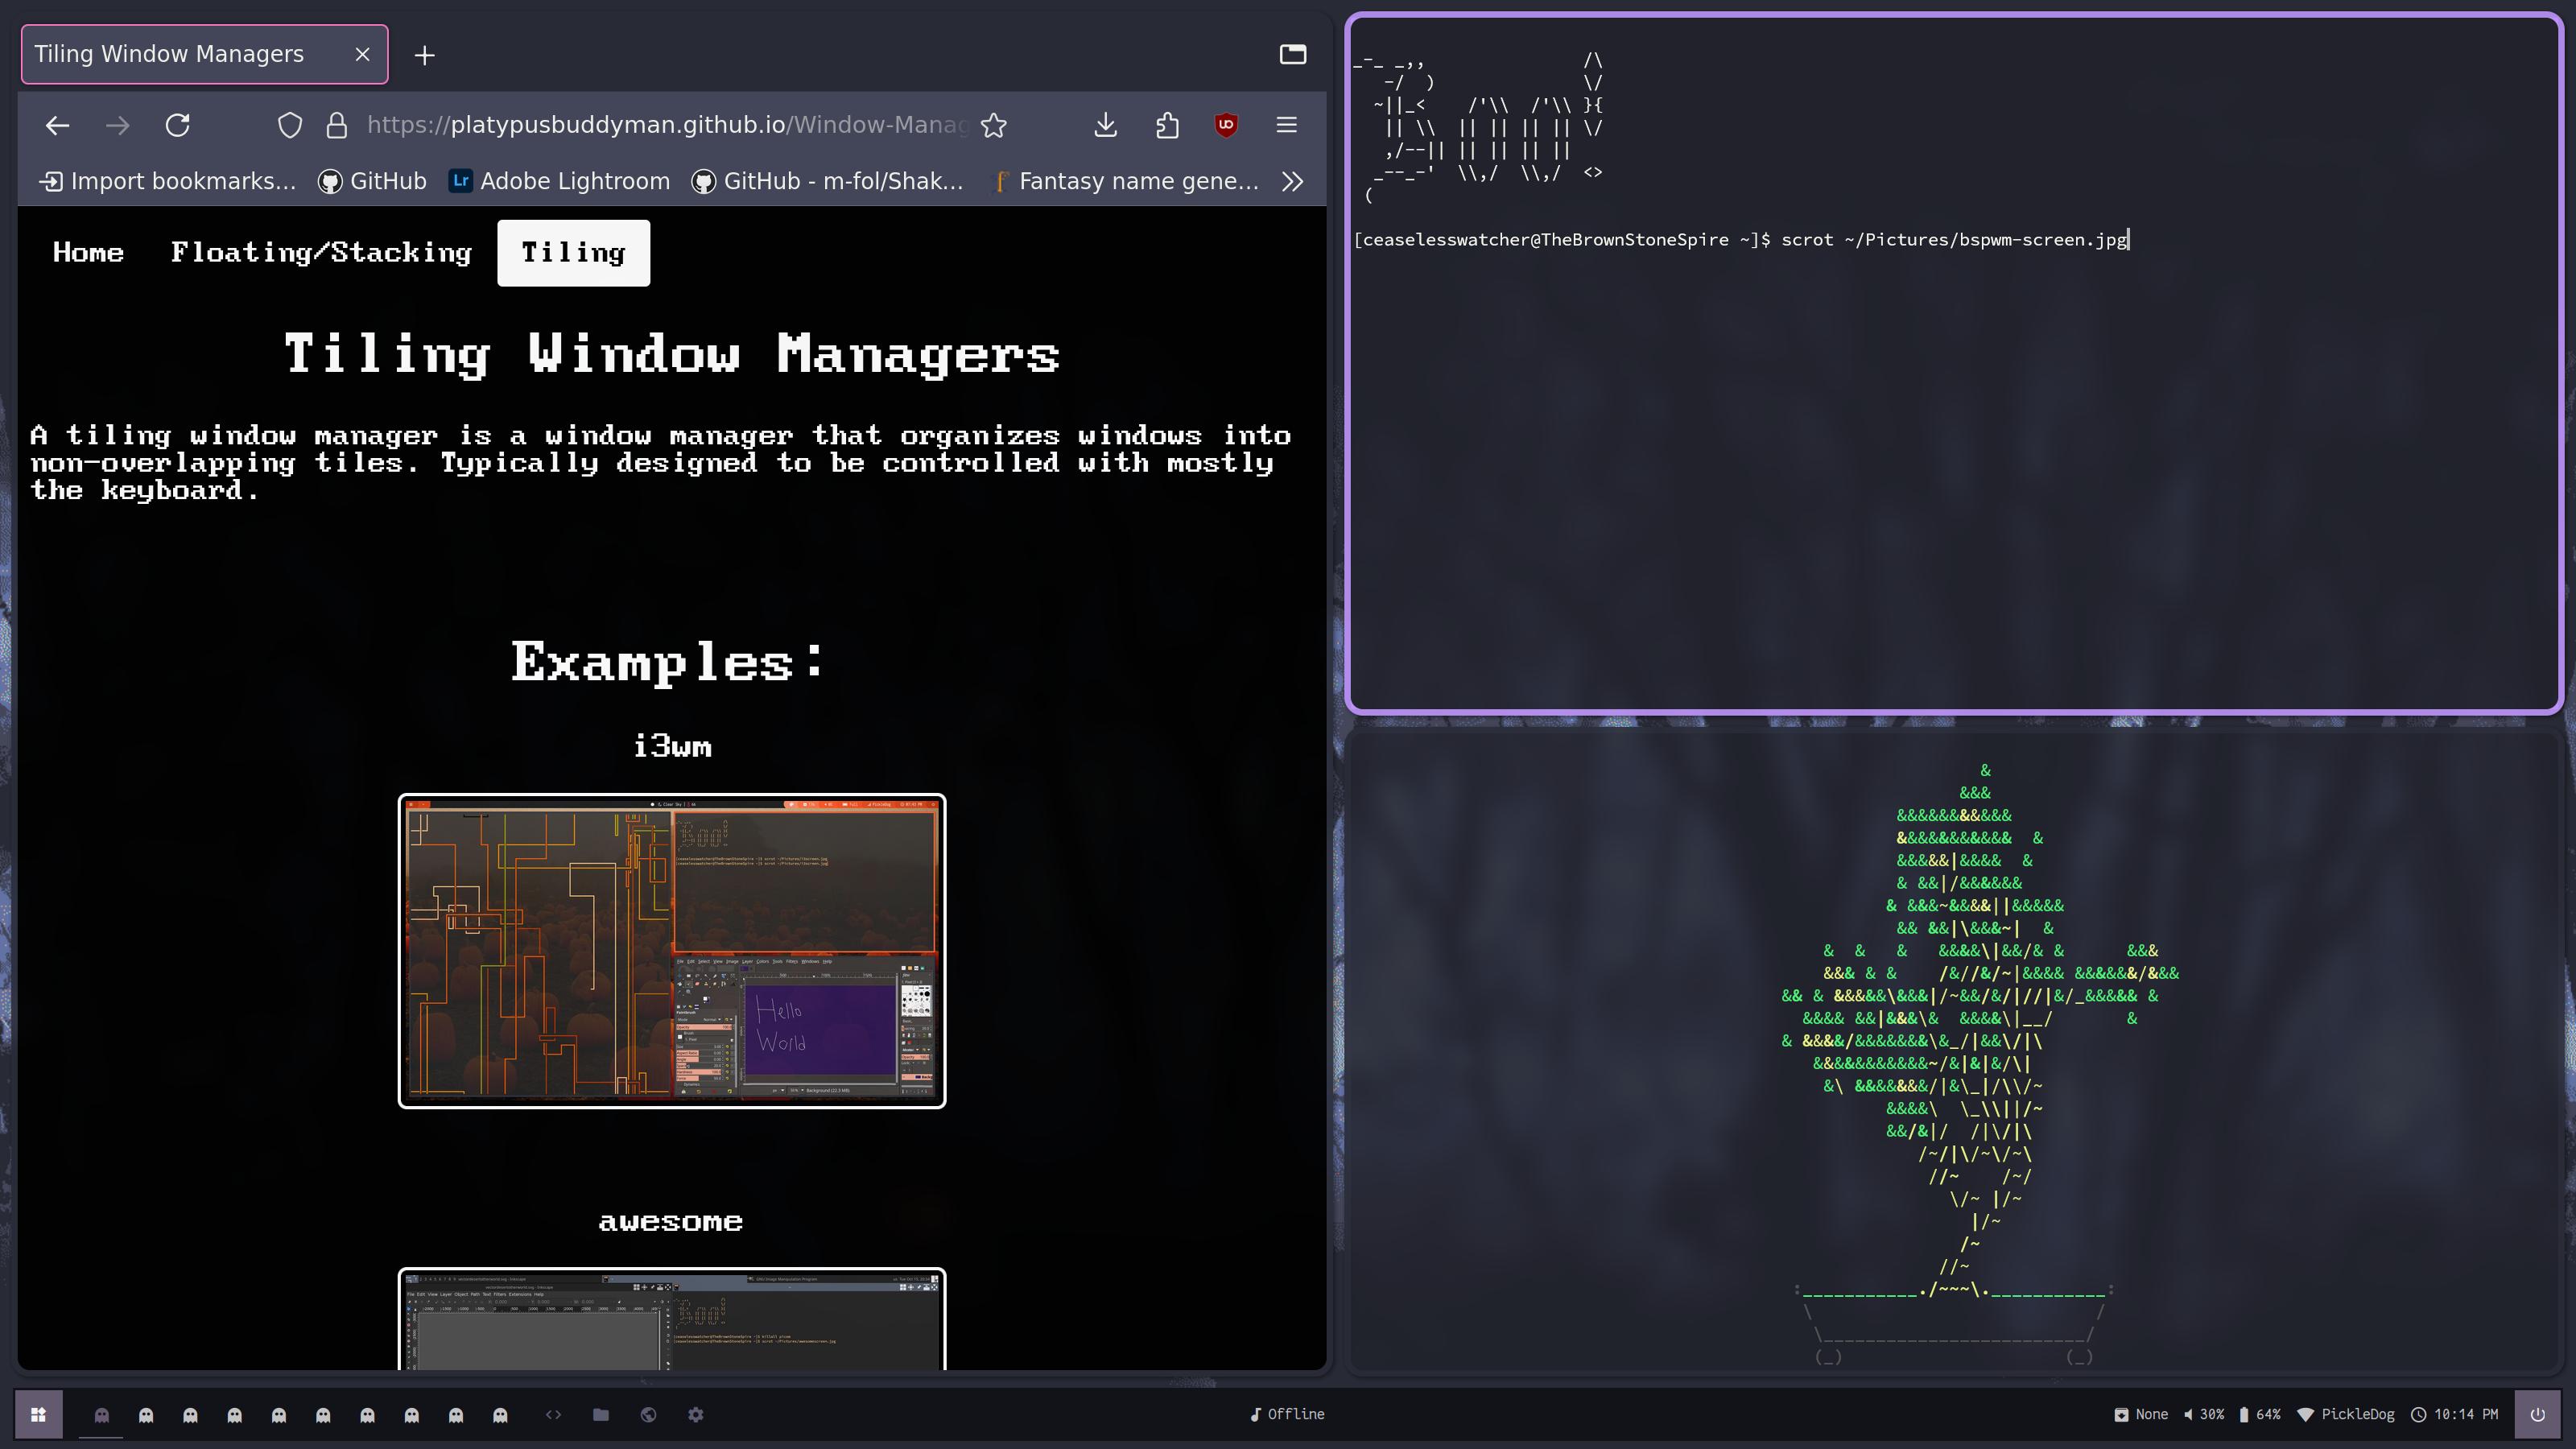 Tiling Window Managers
https://platypusbuddyman.github.io/Window-Manag
Import bookmarks...
GitHub
Lr Adobe Lightroom
GitHub - m-fol/Shak...
Fantasy name gene...
Home Floating/Stacking Tiling
Tiling Window Managers
A tiling window manager is a window manager that organizes windows into
non-overlapping tiles. Typically designed to be controlled with mostly
the keyboard.
Examples:
i3wm
Hello
World
awesome
Boo!
[ceaselesswatcher@TheBrownStoneSpire ~]$ scrot ~/Pictures/bspwm-screen.jpg
Offline
None 30% 64% PickleDog 10:14 PM